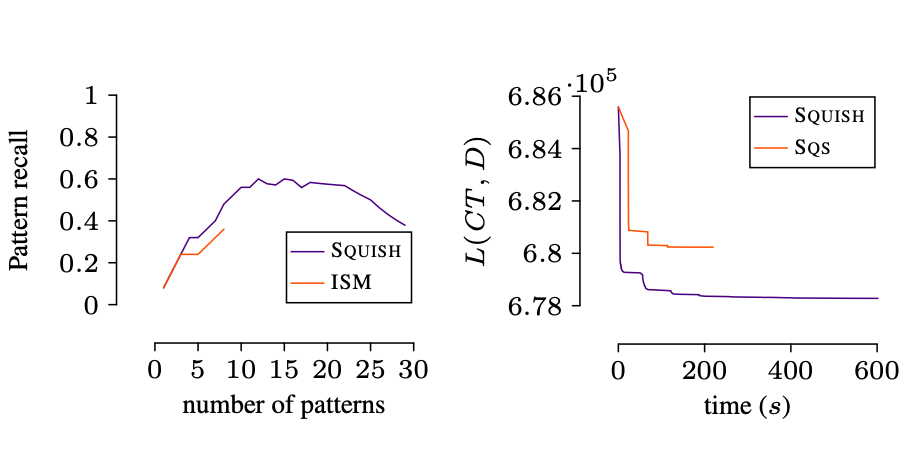 Pattern recall
1
0.8
0.6
0.4
0.2
0
SQUISH
ISM
0 5 10 15 20 25 30
number of patterns
·10⁵
L(CT, D)
6.86
6.84
6.82
6.8
6.78
SQUISH
SQS
0 200 400 600
time (s)